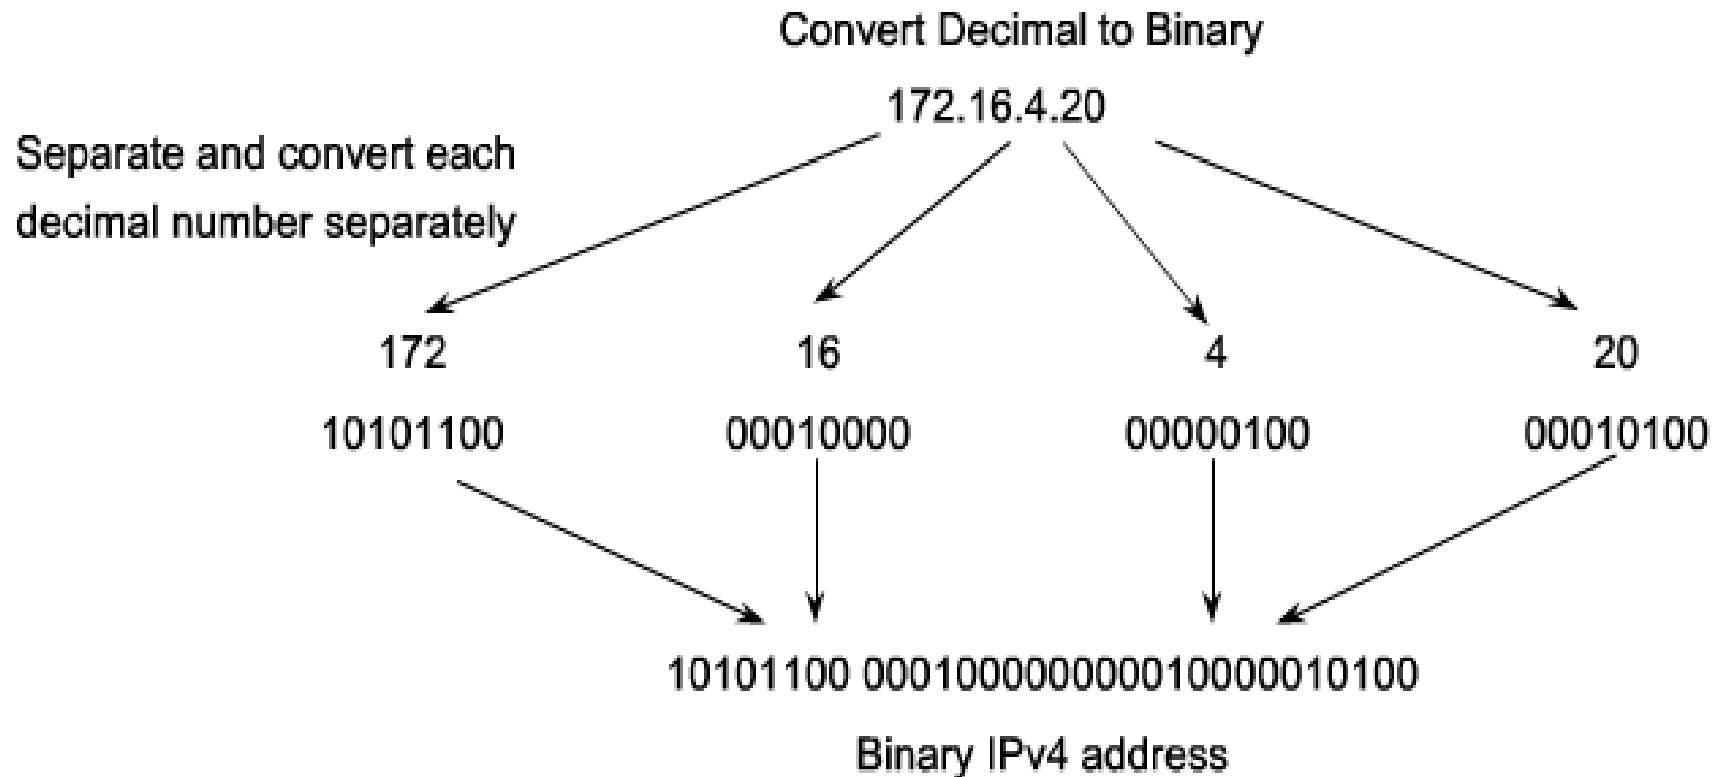 Convert Decimal to Binary
172.16.4.20
Separate and convert each
decimal number separately
172 16 4 20
10101100 00010000 00000100 00010100
10101100 000100000000010000010100
Binary IPv4 address